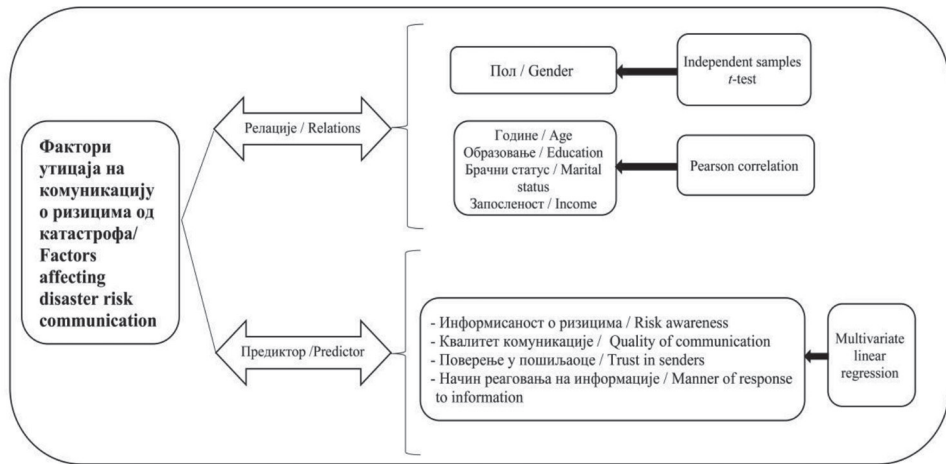 Фактори
утицаја на
комуникацију
о ризицима од
катастрофа/
Factors
affecting
disaster risk
communication
Релације / Relations
Пол / Gender
Independent samples
t-test
Године / Age
Образовање / Education
Брачни статус / Marital
status
Запосленост / Income
Pearson correlation
Предиктор /Predictor
- Информисаност о ризицима / Risk awareness
- Квалитет комуникације / Quality of communication
- Поверење у пошиљаоце / Trust in senders
- Начин реаговања на информације / Manner of response
to information
Multivariate
linear
regression